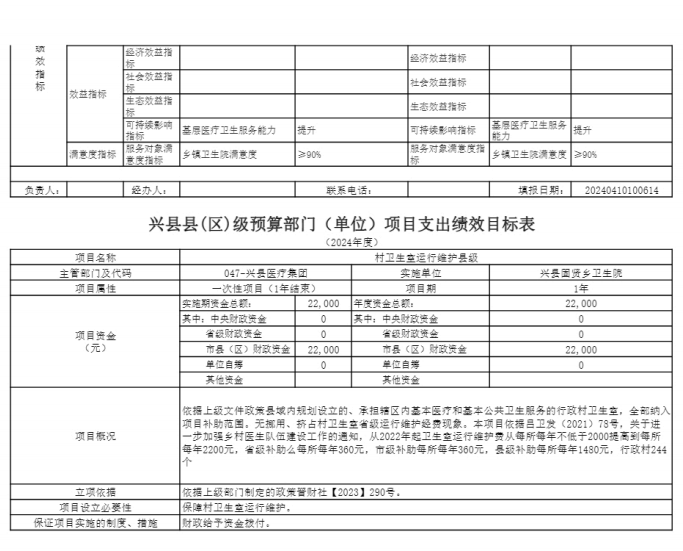 绩
效 经济效益指标 经济效益指标
指 社会效益指标 社会效益指标
标 效益指标 生态效益指标 生态效益指标
可持续影响指标 基层医疗卫生服务能力 提升 可持续影响指标 基层医疗卫生服务能力 提升
满意度指标 服务对象满意度指标 乡镇卫生院满意度 ≥90% 服务对象满意度指标 乡镇卫生院满意度 ≥90%
负责人： 经办人： 联系电话： 填报日期： 20240410100614
兴县县(区)级预算部门（单位）项目支出绩效目标表
（2024年度）
项目名称 村卫生室运行维护县级
主管部门及代码 047-兴县医疗集团 实施单位 兴县固贤乡卫生院
项目属性 一次性项目（1年结束） 项目期 1年
项目资金（元） 实施期资金总额： 22,000 年度资金总额： 22,000
其中：中央财政资金 0 其中：中央财政资金 0
省级财政资金 0 省级财政资金 0
市县（区）财政资金 22,000 市县（区）财政资金 22,000
单位自筹 0 单位自筹 0
其他资金 其他资金
项目概况
依据上级文件政策县域内规划设立的、承担辖区内基本医疗和基本公共卫生服务的行政村卫生室，全部纳入
项目补助范围。无挪用、挤占村卫生室省级运行维护经费现象。本项目依据吕卫发（2021）78号，关于进
一步加强乡村医生队伍建设工作的通知，从2022年起卫生室运行维护费从每所每年不低于2000提高到每所
每年2200元，省级补助么每所每年360元，市级补助每所每年360元，县级补助每所每年1480元，行政村244
个
立项依据 依据上级部门制定的政策晋财社【2023】290号。
项目设立必要性 保障村卫生室运行维护。
保证项目实施的制度、措施 财政给予资金拨付。